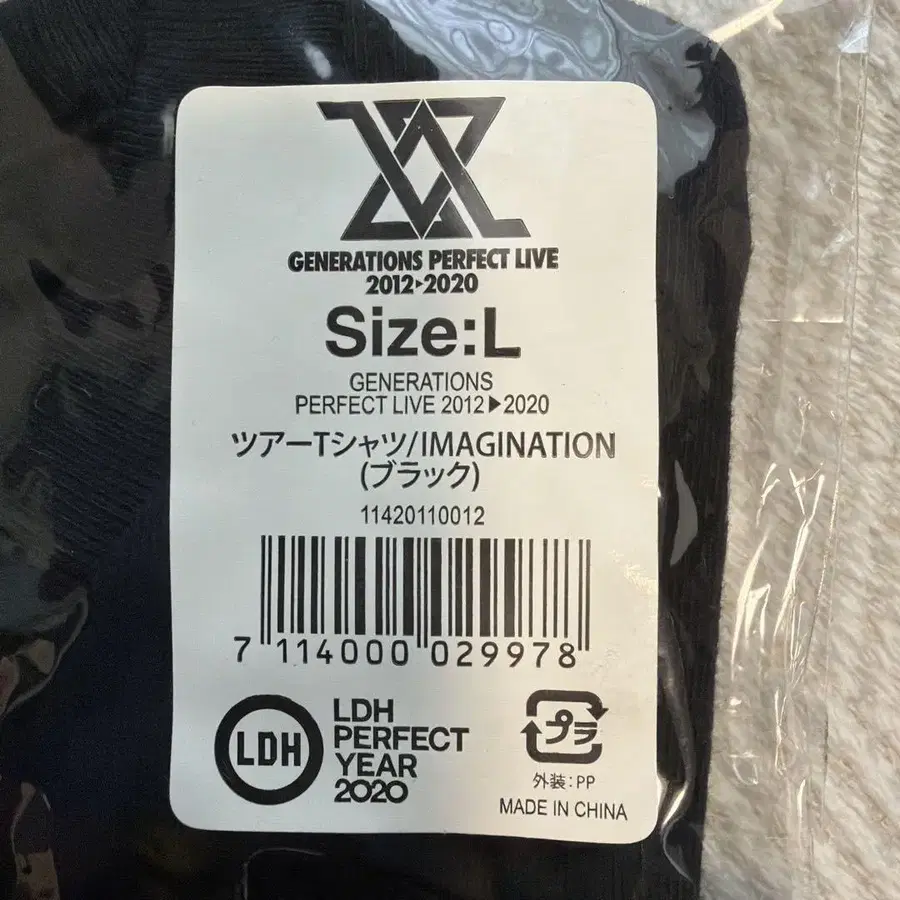 GENERATIONS PERFECT LIVE
2012▶2020
Size:L
GENERATIONS
PERFECT LIVE 2012▶2020
ツアーTシャツ/IMAGINATION
(ブラック)
11420110012
7 114000 029978
LDH
LDH
PERFECT
YEAR
2020
プラ
外装:PP
MADE IN CHINA